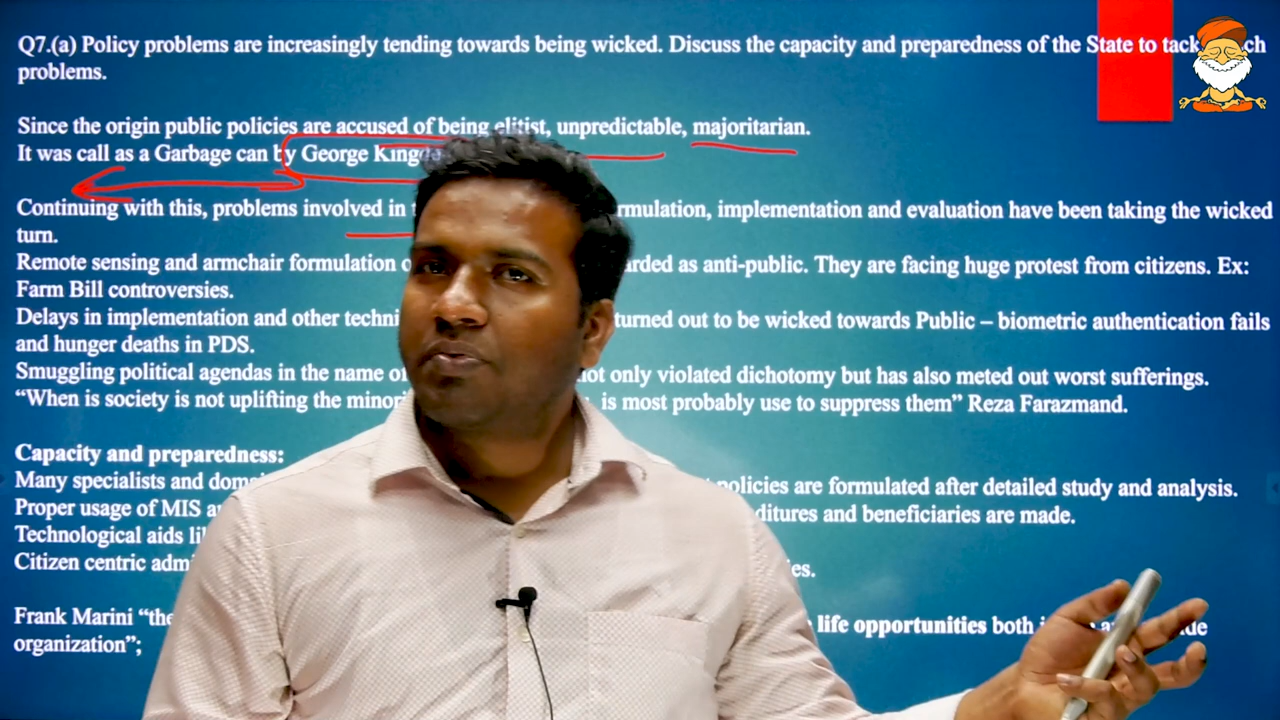 Q7.(a) Policy problems are increasingly tending towards being wicked. Discuss the capacity and preparedness of the State to
problems.
Since the origin public policies are accused of being elitist, unpredictable, majoritarian.
It was call as a Garbage can by George
Continuing with this, problems involved in rmulation, implementation and evaluation have been taking the wicked
turn.
Remote sensing and armchair formulation arded as anti-public. They are facing huge protest from citizens. Ex:
Farm Bill controversies.
Delays in implementation and other techni turned out to be wicked towards Public – biometric authentication fails
and hunger deaths in PDS.
Smuggling political agendas in the name of not only violated dichotomy but has also meted out worst sufferings.
“When is society is not uplifting the minori is most probably use to suppress them” Reza Farazmand.
Capacity and preparedness:
Many specialists and doma policies are formulated after detailed study and analysis.
Proper usage of MIS ditures and beneficiaries are made.
Technological aids
Citizen centric admi es.
Frank Marini “the life opportunities both
organization”;